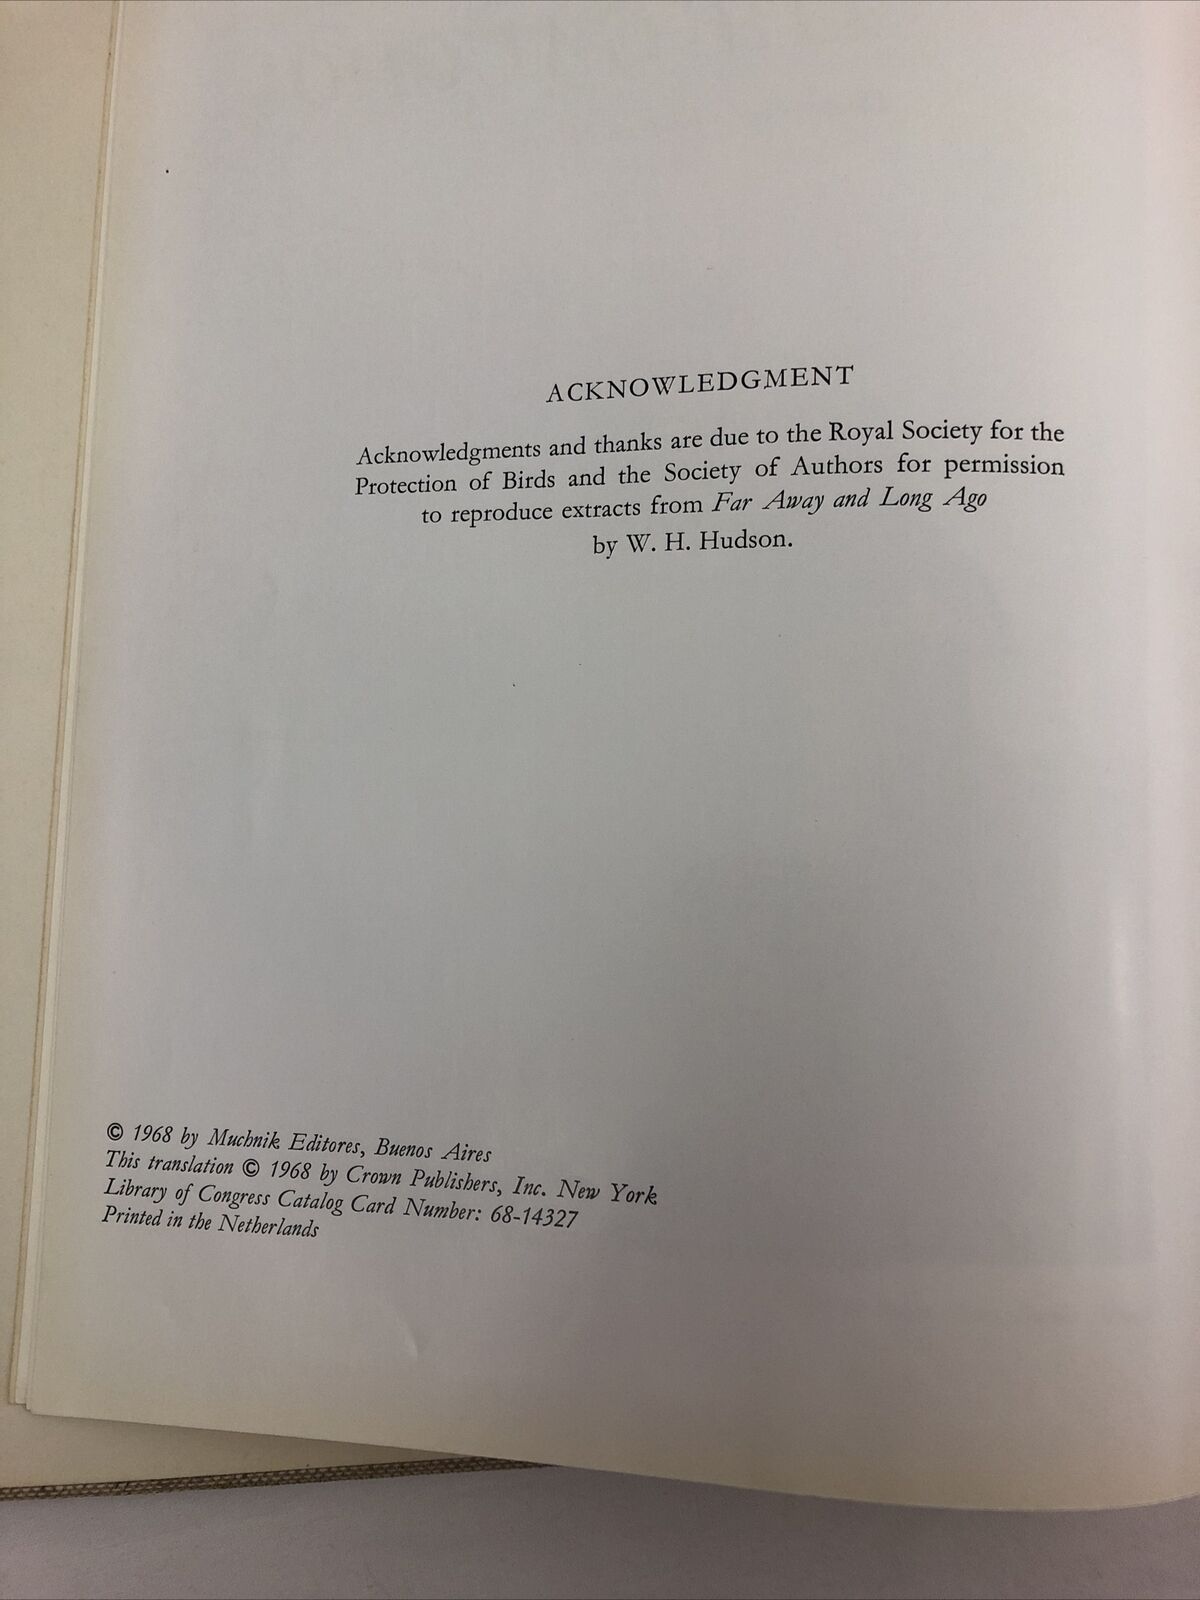 ACKNOWLEDGMENT
Acknowledgments and thanks are due to the Royal Society for the
Protection of Birds and the Society of Authors for permission
to reproduce extracts from Far Away and Long Ago
by W. H. Hudson.
© 1968 by Muchnik Editores, Buenos Aires
This translation © 1968 by Crown Publishers, Inc. New York
Library of Congress Catalog Card Number: 68-14327
Printed in the Netherlands